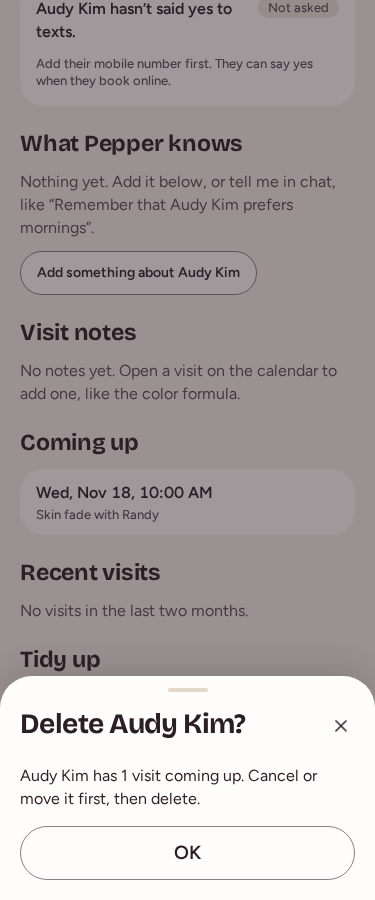 Audy Kim hasn’t said yes to
texts.
Not asked
Add their mobile number first. They can say yes
when they book online.
What Pepper knows
Nothing yet. Add it below, or tell me in chat,
like “Remember that Audy Kim prefers
mornings”.
Add something about Audy Kim
Visit notes
No notes yet. Open a visit on the calendar to
add one, like the color formula.
Coming up
Wed, Nov 18, 10:00 AM
Skin fade with Randy
Recent visits
No visits in the last two months.
Tidy up
Delete Audy Kim?
Audy Kim has 1 visit coming up. Cancel or
move it first, then delete.
OK